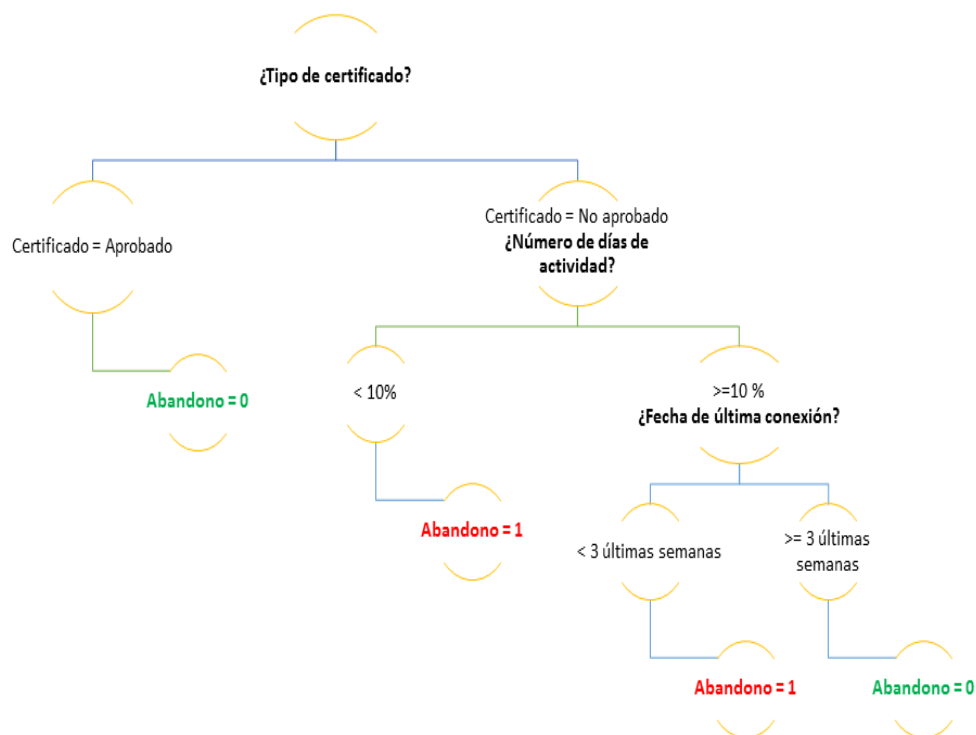 ¿Tipo de certificado?
Certificado = Aprobado
Certificado = No aprobado
¿Número de días de
actividad?
Abandono = 0
< 10%
>=10 %
¿Fecha de última conexión?
Abandono = 1
< 3 últimas semanas
>= 3 últimas
semanas
Abandono = 1
Abandono = 0